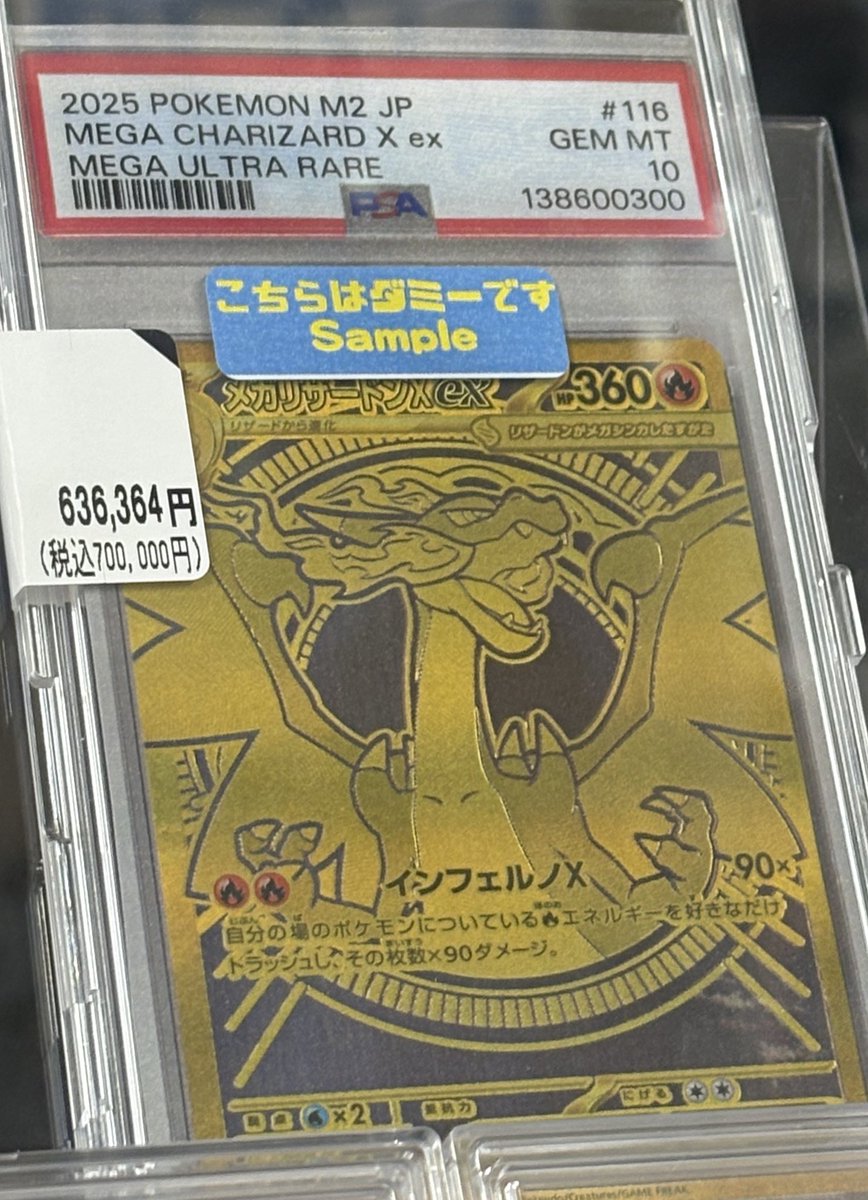 2025 POKEMON M2 JP #116
MEGA CHARIZARD X ex GEM MT
MEGA ULTRA RARE 10
PSA 138600300
こちらはダミーです
Sample
636,364円
(税込700,000円)
メガリザードンXex HP360
リザードから進化 リザードンがメガシンカしたすがた
インフェルノX 90×
自分の場のポケモンについているエネルギーを好きなだけ
トラッシュし、その枚数×90ダメージ。
弱点 ×2 抵抗力 にげる